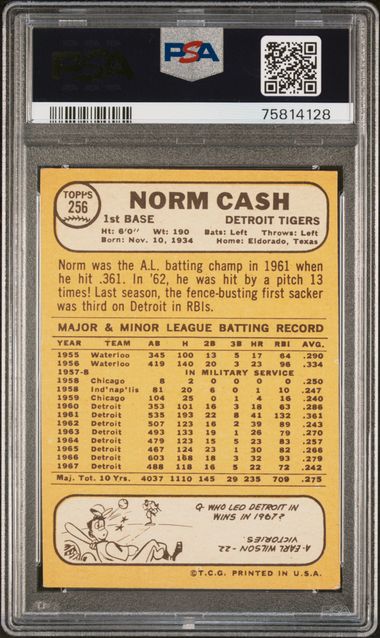 PSA
PSA
75814128
TOPPS
256
NORM CASH
1st BASE DETROIT TIGERS
Ht: 6'0" Wt: 190 Bats: Left Throws: Left
Born: Nov. 10, 1934 Home: Eldorado, Texas
Norm was the A.L. batting champ in 1961 when
he hit .361. In '62, he was hit by a pitch 13
times! Last season, the fence-busting first sacker
was third on Detroit in RBIs.
MAJOR & MINOR LEAGUE BATTING RECORD
YEAR TEAM AB H 2B 3B HR RBI AVG.
1955 Waterloo 345 100 13 5 17 64 .290
1956 Waterloo 419 140 20 3 23 96 .334
1957-8 IN MILITARY SERVICE
1958 Chicago 8 2 0 0 0 0 .250
1958 Ind'nap'lis 81 20 6 1 0 10 .247
1959 Chicago 104 25 0 1 4 16 .240
1960 Detroit 353 101 16 3 18 63 .286
1961 Detroit 535 193 22 8 41 132 .361
1962 Detroit 507 123 16 2 39 89 .243
1963 Detroit 493 133 19 1 26 79 .270
1964 Detroit 479 123 15 5 23 83 .257
1965 Detroit 467 124 23 1 30 82 .266
1966 Detroit 603 168 18 3 32 93 .279
1967 Detroit 488 118 16 5 22 72 .242
Maj. Tot. 10 Yrs. 4037 1110 145 29 235 709 .275
Q- WHO LED DETROIT IN
WINS IN 1967?
A- EARL WILSON - 22
VICTORIES.
©T.C.G. PRINTED IN U.S.A.
PSA
PSA